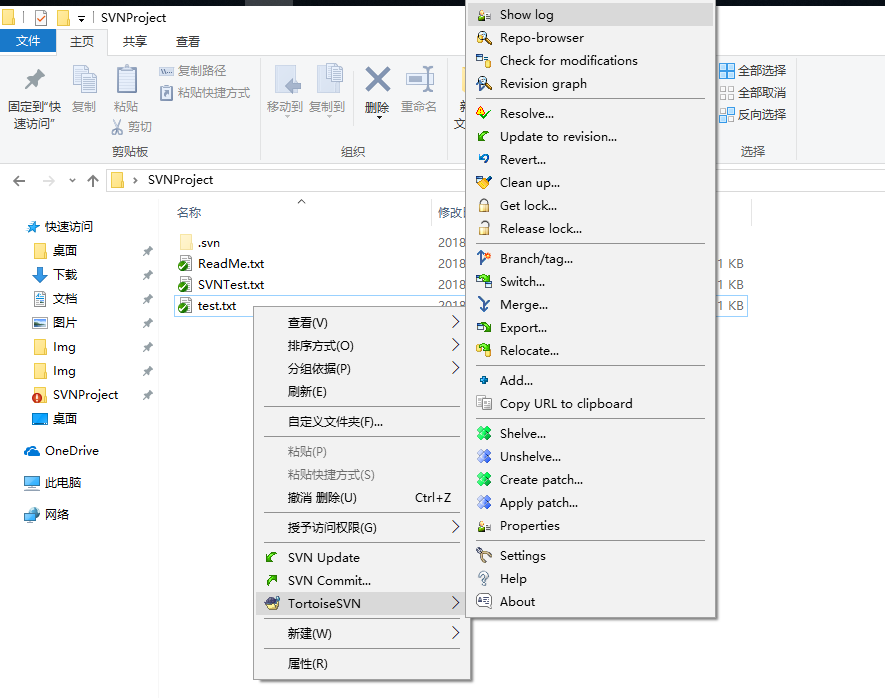 SVNProject
文件
主页
共享
查看
固定到"快
速访问"
复制
粘贴
复制路径
粘贴快捷方式
剪切
剪贴板
移动到
复制到
删除
重命名
组织
全部选择
全部取消
反向选择
选择
SVNProject
快速访问
桌面
下载
文档
图片
Img
Img
SVNProject
桌面
OneDrive
此电脑
网络
名称
修改日
.svn
2018
ReadMe.txt
2018
1 KB
SVNTest.txt
2018
1 KB
test.txt
2018
1 KB
查看(V)
排序方式(O)
分组依据(P)
刷新(E)
自定义文件夹(F)...
粘贴(P)
粘贴快捷方式(S)
撤消 删除(U) Ctrl+Z
授予访问权限(G)
SVN Update
SVN Commit...
TortoiseSVN
新建(W)
属性(R)
Show log
Repo-browser
Check for modifications
Revision graph
Resolve...
Update to revision...
Revert...
Clean up...
Get lock...
Release lock...
Branch/tag...
Switch...
Merge...
Export...
Relocate...
Add...
Copy URL to clipboard
Shelve...
Unshelve...
Create patch...
Apply patch...
Properties
Settings
Help
About